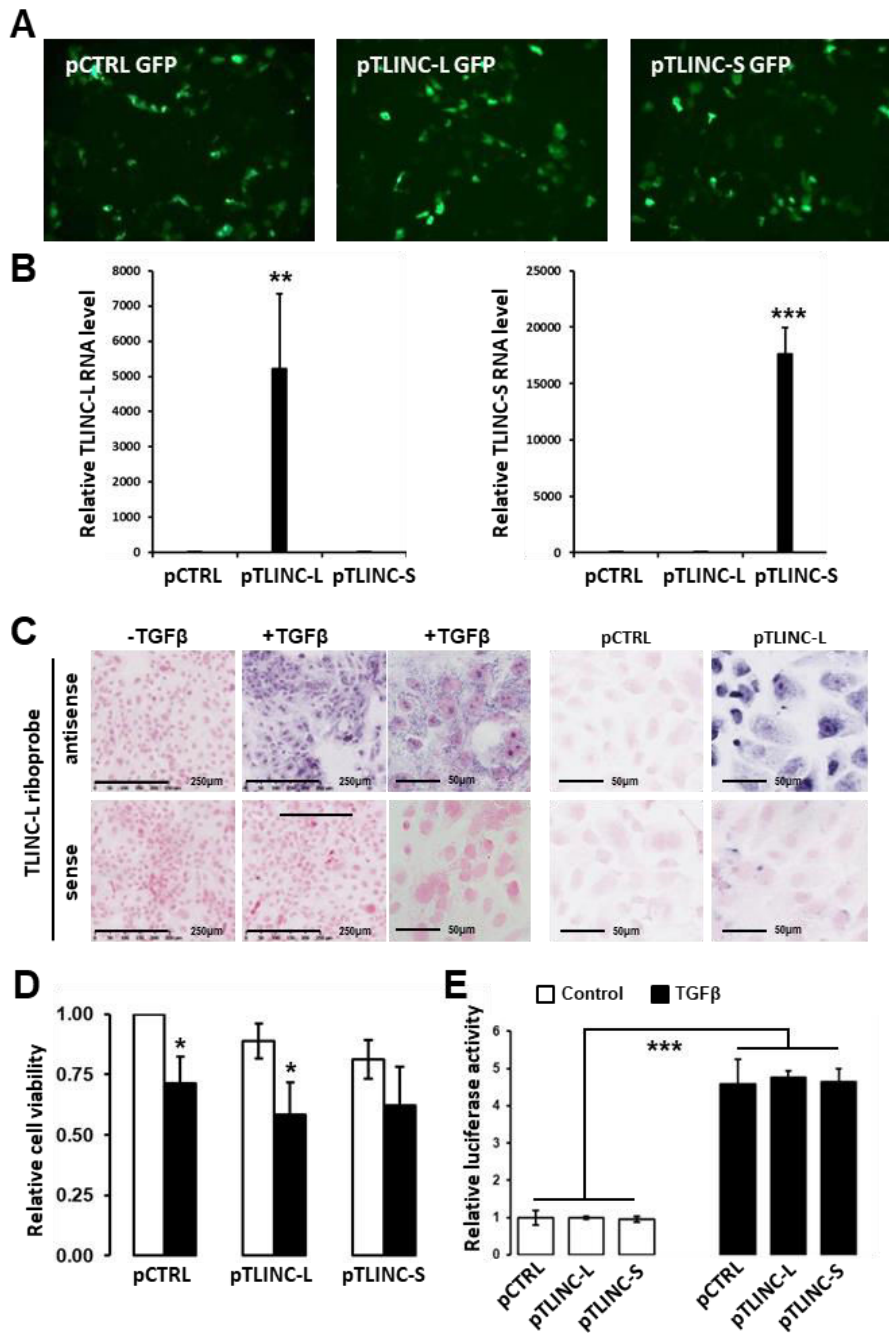 A
pCTRL GFP
pTLINC-L GFP
pTLINC-S GFP
B
Relative TLINC-L RNA level
8000
7000
6000
5000
4000
3000
2000
1000
0
**
pCTRL pTLINC-L pTLINC-S
Relative TLINC-S RNA level
25000
20000
15000
10000
5000
0
***
pCTRL pTLINC-L pTLINC-S
C
-TGFβ +TGFβ +TGFβ pCTRL pTLINC-L
TLINC-L riboprobe
antisense
250µm 250µm 50µm 50µm 50µm
sense
250µm 250µm 50µm 50µm 50µm
D
Relative cell viability
1.00
0.75
0.50
0.25
0.00
* *
pCTRL pTLINC-L pTLINC-S
E
Control TGFβ
Relative luciferase activity
6
5
4
3
2
1
0
***
pCTRL pTLINC-L pTLINC-S pCTRL pTLINC-L pTLINC-S